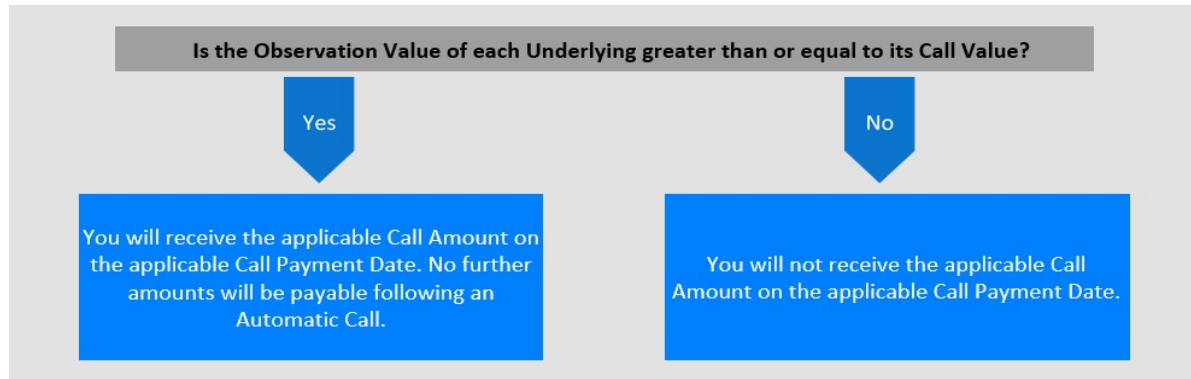 Is the Observation Value of each Underlying greater than or equal to its Call Value?
Yes
No
You will receive the applicable Call Amount on
the applicable Call Payment Date. No further
amounts will be payable following an
Automatic Call.
You will not receive the applicable Call
Amount on the applicable Call Payment Date.